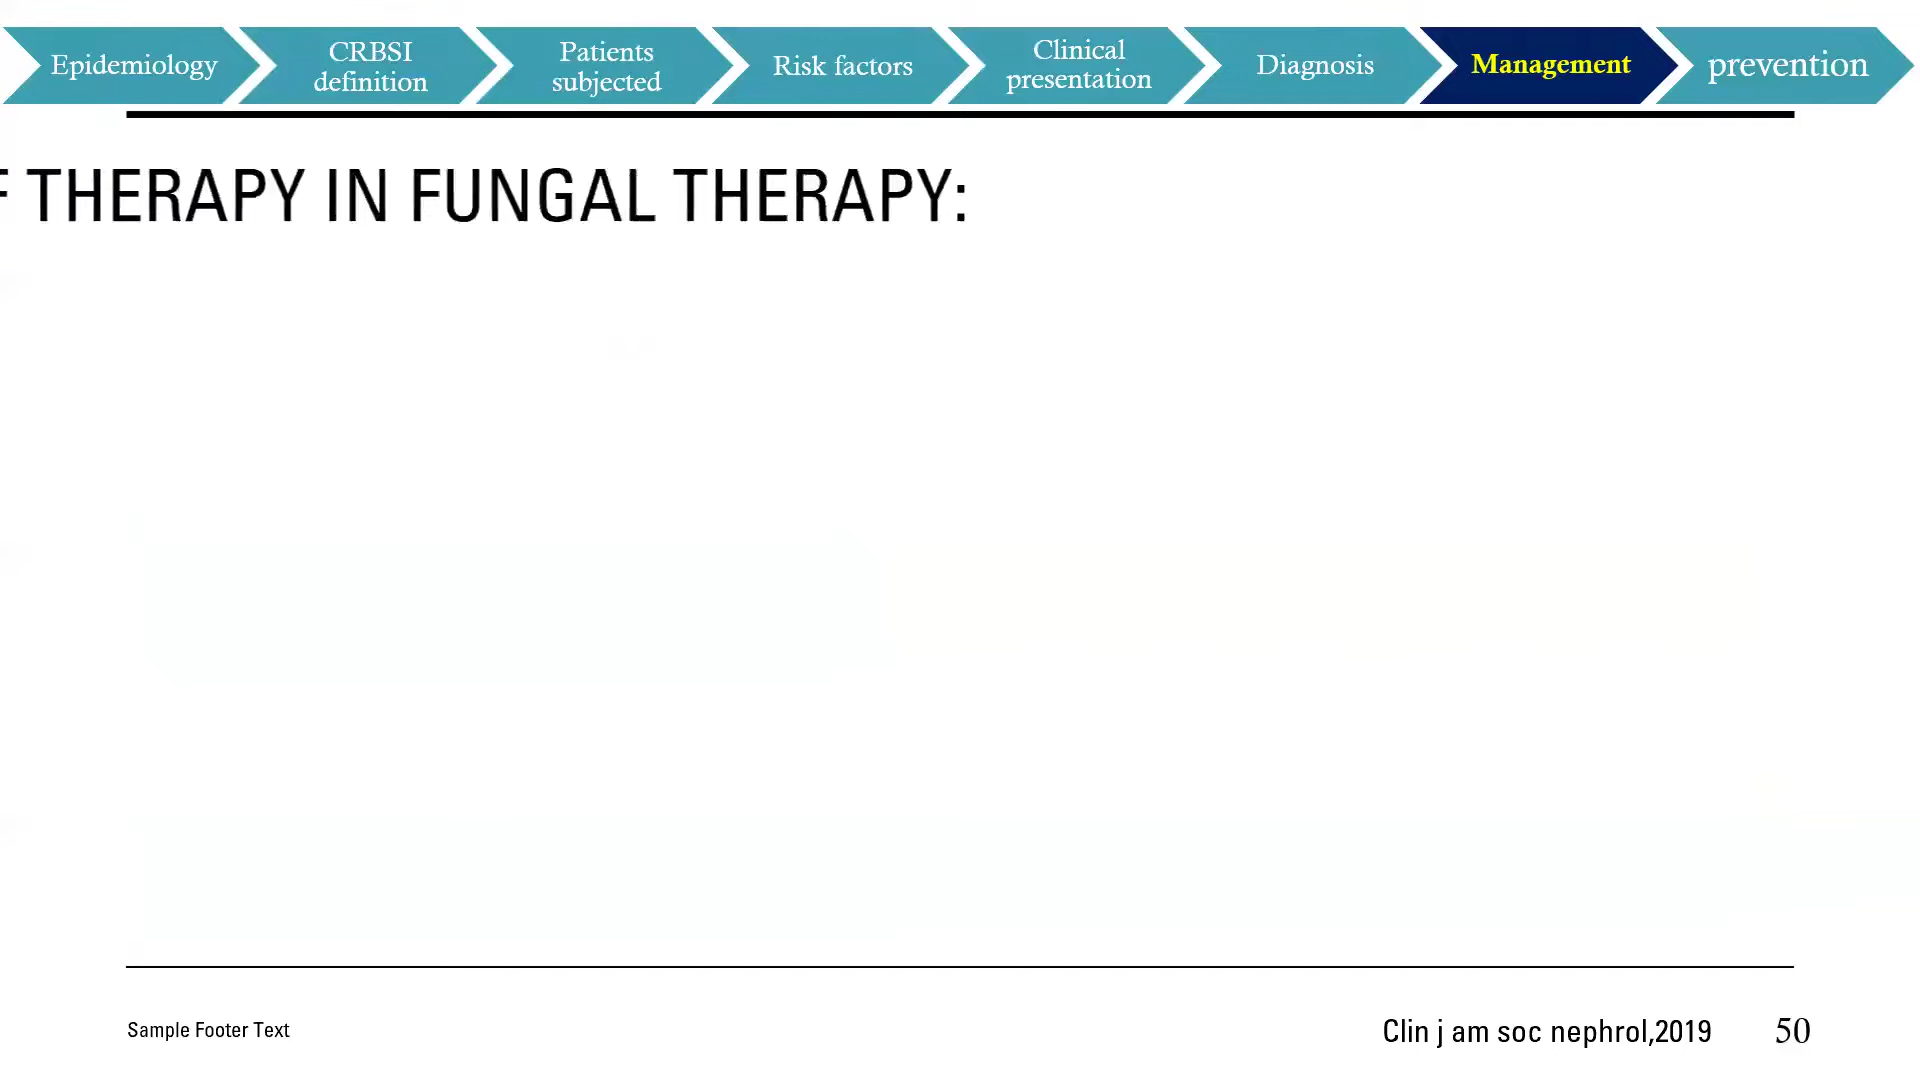 Epidemiology
CRBSI
definition
Patients
subjected
Risk factors
Clinical
presentation
Diagnosis
Management
prevention
F THERAPY IN FUNGAL THERAPY:
Sample Footer Text
Clin j am soc nephrol,2019
50